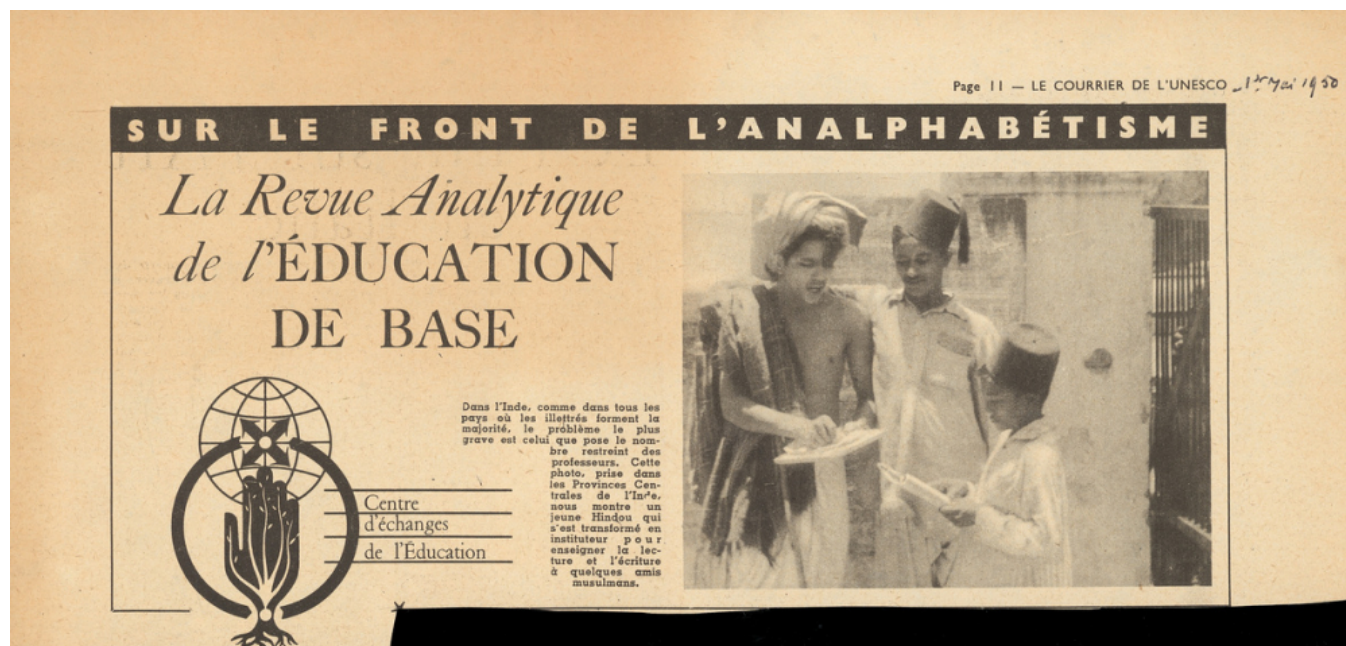 Page 11 — LE COURRIER DE L'UNESCO - 1er Mai 1950
SUR LE FRONT DE L'ANALPHABÉTISME
La Revue Analytique
de l'ÉDUCATION
DE BASE
Dans l'Inde, comme dans tous les
pays où les illettrés forment la
majorité, le problème le plus
grave est celui que pose le nom-
bre restreint des
professeurs. Cette
photo, prise dans
les Provinces Cen-
trales de l'Inde,
nous montre un
jeune Hindou qui
s'est transformé en
instituteur pour
enseigner la lec-
ture et l'écriture
à quelques amis
musulmans.
Centre
d'échanges
de l'Éducation